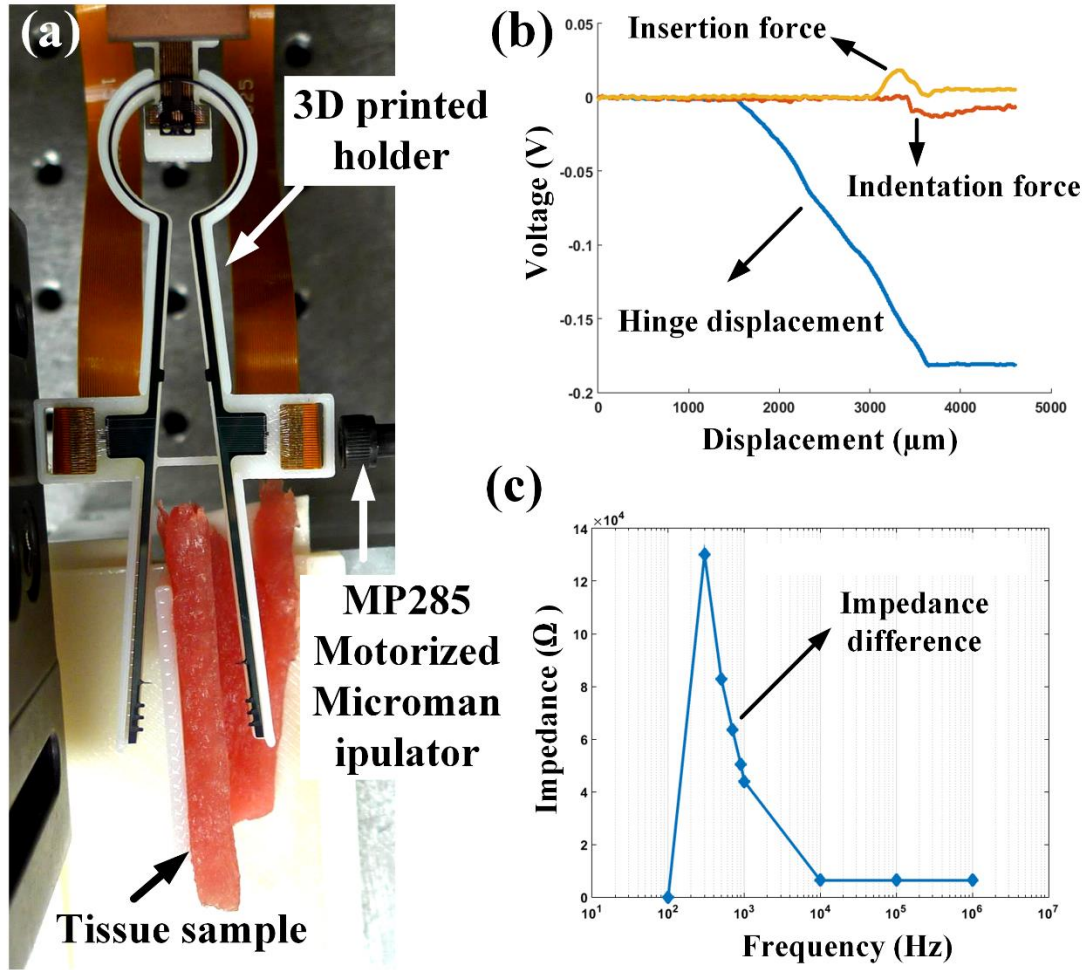 (a)
3D printed
holder
MP285
Motorized
Microman
ipulator
Tissue sample
(b)
0.05
0
-0.05
-0.1
-0.15
-0.2
Voltage (V)
Insertion force
Indentation force
Hinge displacement
0 1000 2000 3000 4000 5000
Displacement (μm)
(c)
×10⁴
14
12
10
8
6
4
2
0
Impedance (Ω)
Impedance
difference
10¹ 10² 10³ 10⁴ 10⁵ 10⁶ 10⁷
Frequency (Hz)